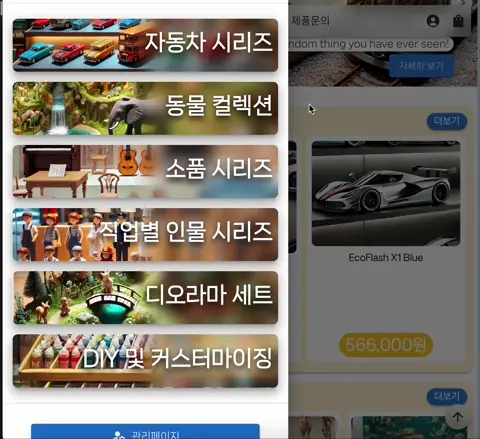 자동차 시리즈
동물 컬렉션
소품 시리즈
직업별 인물 시리즈
디오라마 세트
DIY 및 커스터마이징
관리페이지
제품문의
ndom thing you have ever seen!
자세히 보기
더보기
EcoFlash X1 Blue
566,000원
더보기